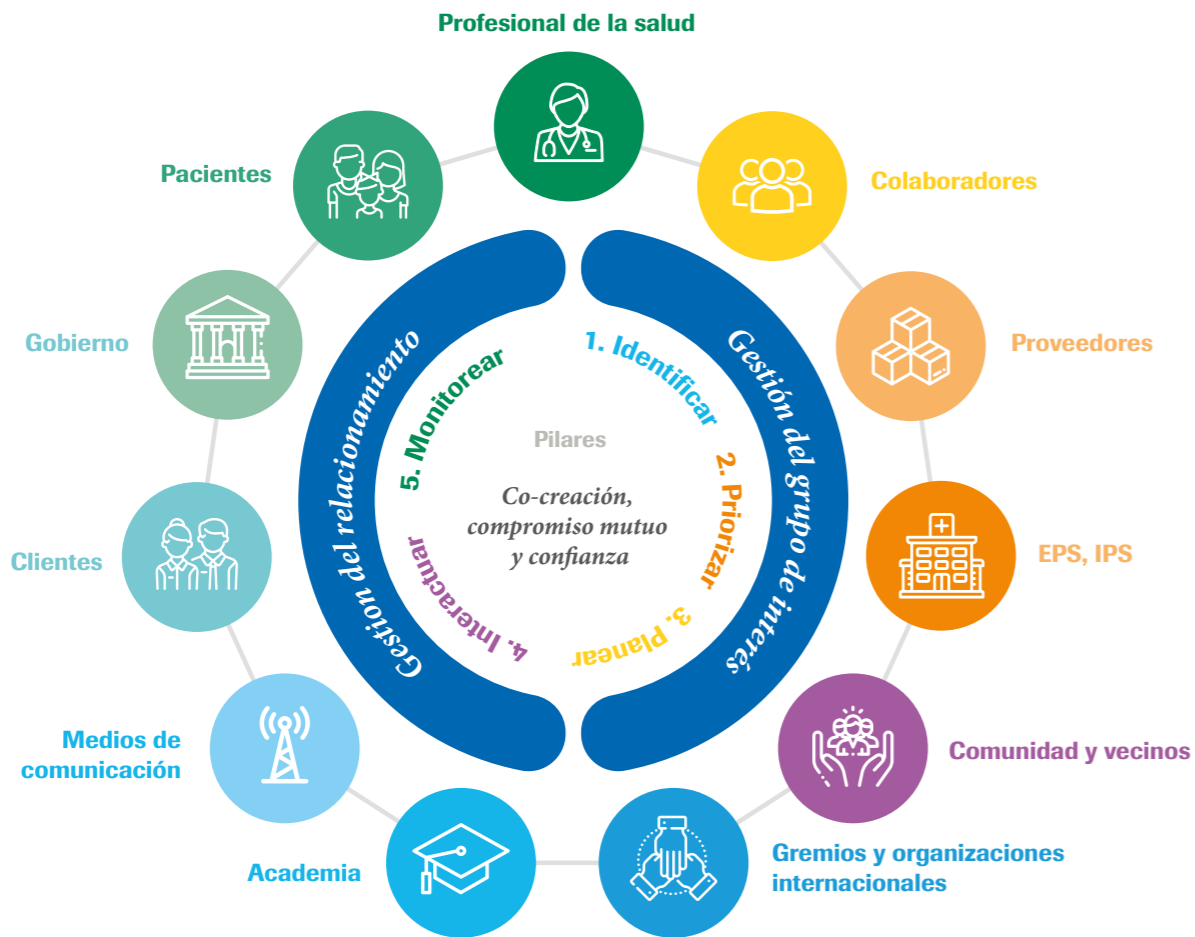 Profesional de la salud
Colaboradores
Proveedores
EPS, IPS
Comunidad y vecinos
Gremios y organizaciones
internacionales
Academia
Medios de
comunicación
Clientes
Gobierno
Pacientes
Gestion del relacionamiento
Gestión del grupo de interés
1. Identificar
2. Priorizar
3. Planear
4. Interactuar
5. Monitorear
Pilares
Co-creación,
compromiso mutuo
y confianza